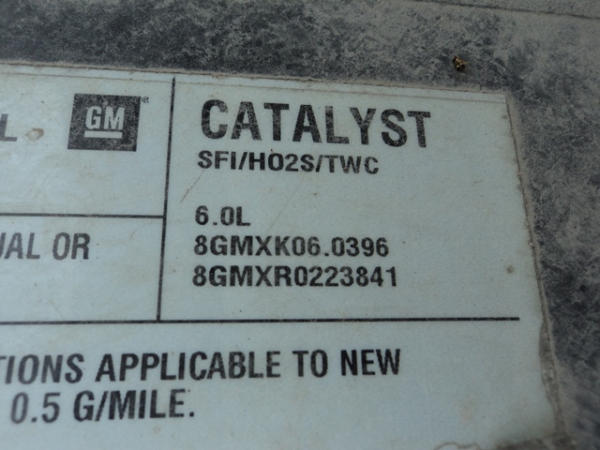 L GM CATALYST
SFI/HO2S/TWC
6.0L
UAL OR 8GMXK06.0396
8GMXR0223841
TIONS APPLICABLE TO NEW
0.5 G/MILE.